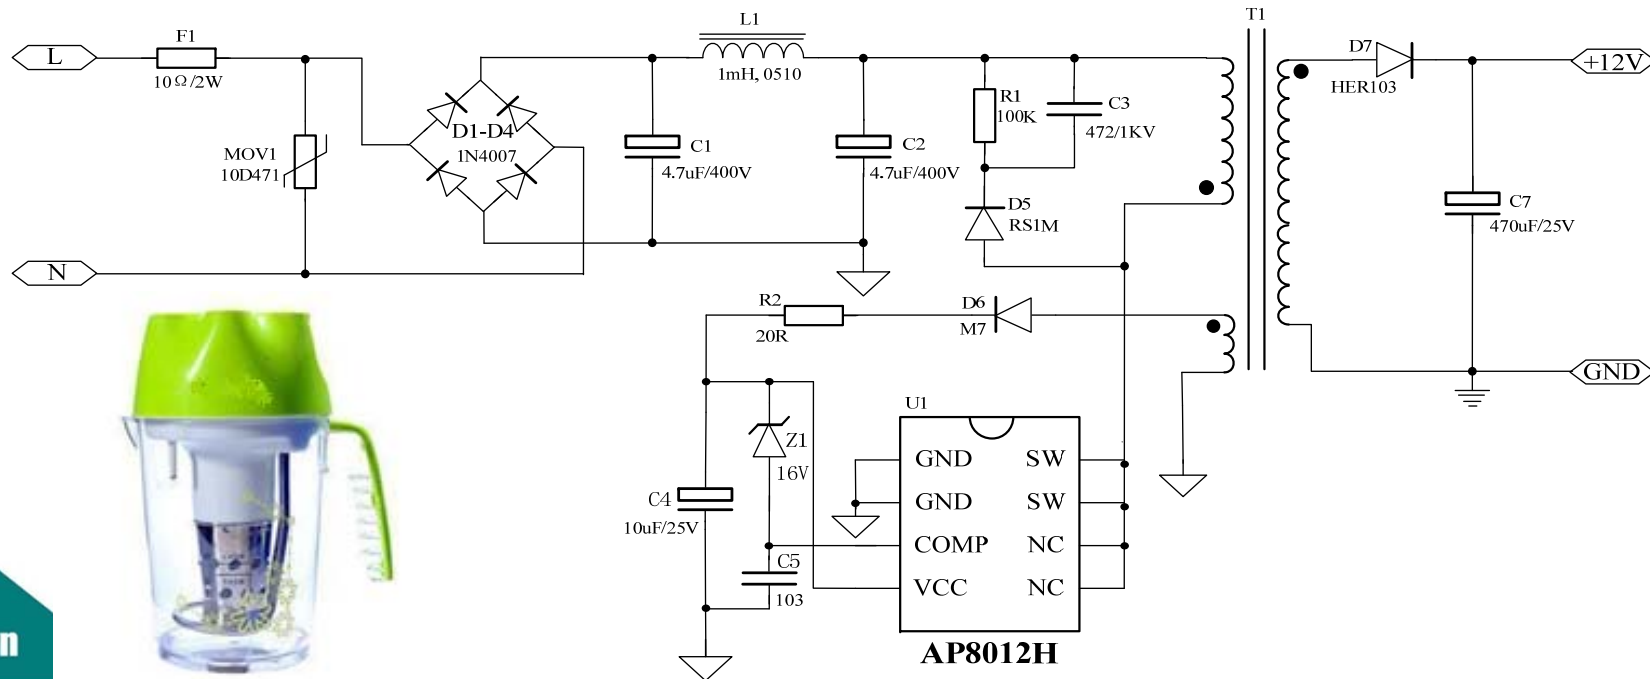 T1
L1
F1
L
10Ω/2W
1mH, 0510
D7
+12V
HER103
R1
100K
C3
472/1KV
D1-D4
1N4007
MOV1
10D471
C1
4.7uF/400V
C2
4.7uF/400V
D5
RS1M
C7
470uF/25V
N
R2
20R
D6
M7
GND
U1
Z1
16V
GND
SW
GND
SW
C4
10uF/25V
COMP
NC
C5
103
VCC
NC
AP8012H
n